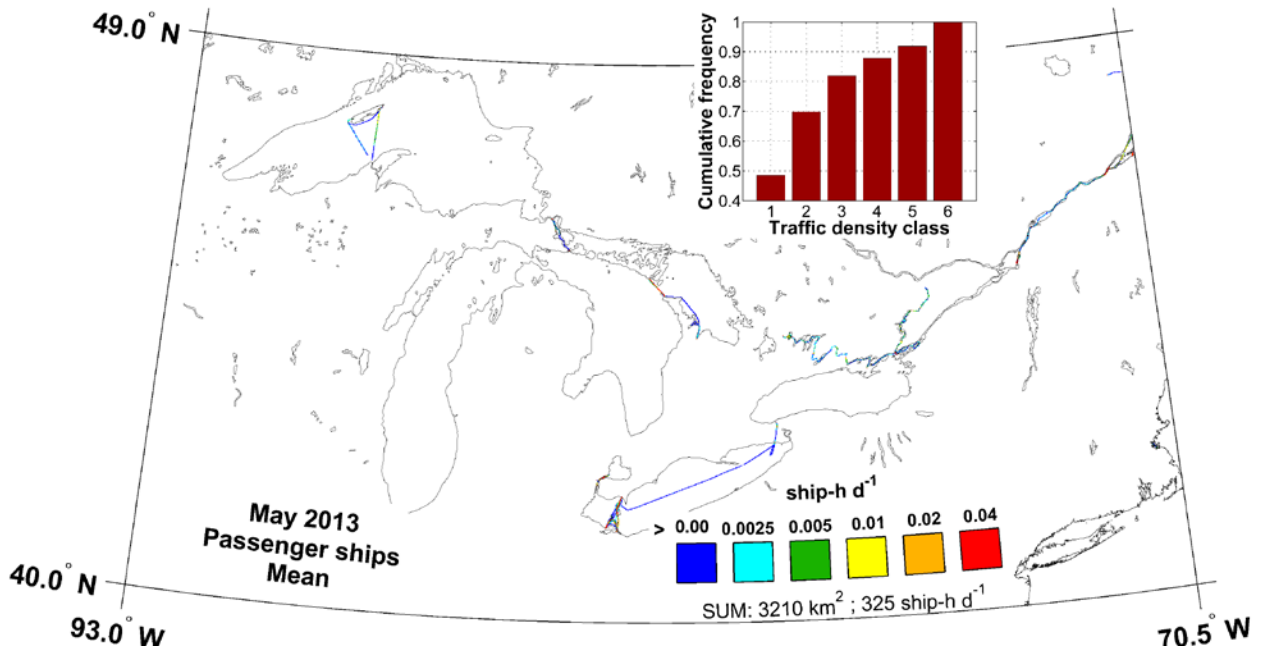 49.0° N
1
0.9
0.8
0.7
0.6
0.5
0.4
Cumulative frequency
1 2 3 4 5 6
Traffic density class
May 2013
Passenger ships
Mean
ship-h d⁻¹
> 0.00 0.0025 0.005 0.01 0.02 0.04
SUM: 3210 km² ; 325 ship-h d⁻¹
40.0° N
93.0° W
70.5° W